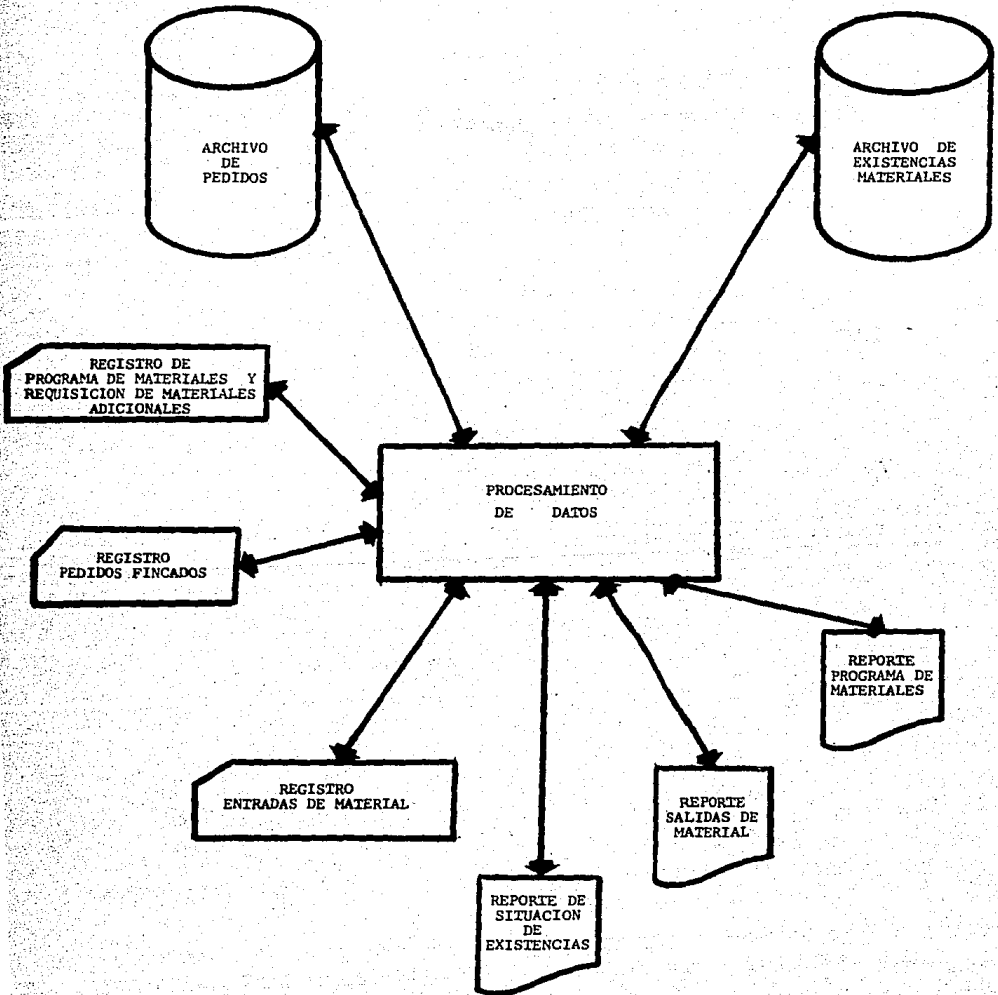 ARCHIVO
DE
PEDIDOS
ARCHIVO DE
EXISTENCIAS
MATERIALES
REGISTRO DE
PROGRAMA DE MATERIALES Y
REQUISICION DE MATERIALES
ADICIONALES
PROCESAMIENTO
DE DATOS
REGISTRO
PEDIDOS FINCADOS
REPORTE
PROGRAMA DE
MATERIALES
REGISTRO
ENTRADAS DE MATERIAL
REPORTE
SALIDAS DE
MATERIAL
REPORTE DE
SITUACION
DE
EXISTENCIAS